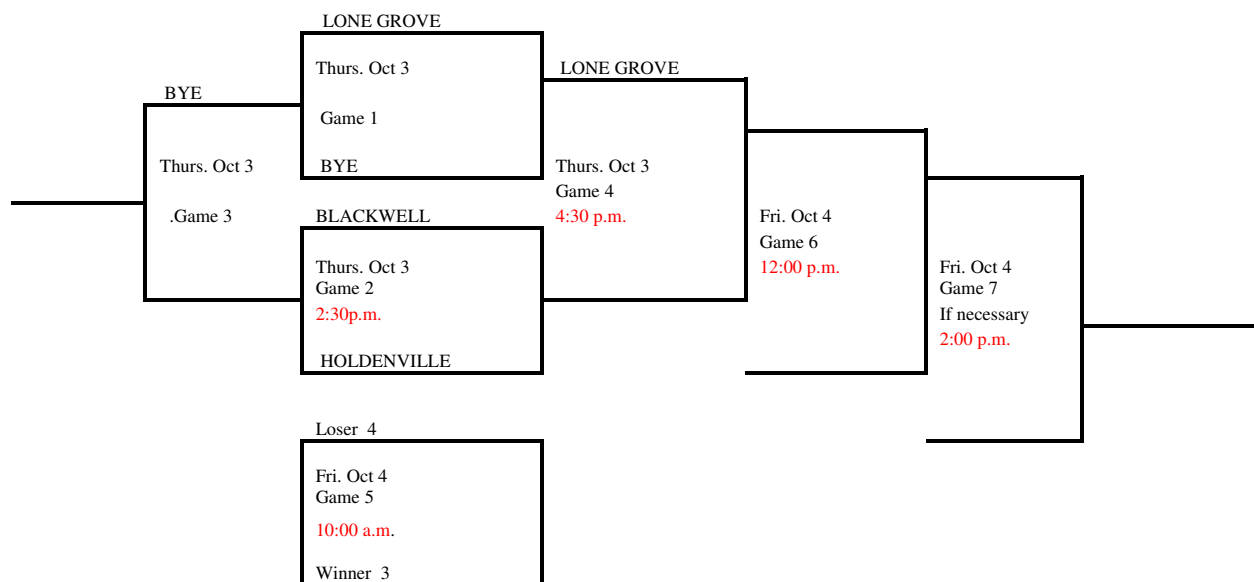 LONE GROVE
Thurs. Oct 3
LONE GROVE
BYE
Game 1
Thurs. Oct 3
BYE
Thurs. Oct 3
Game 4
4:30 p.m.
.Game 3
BLACKWELL
Thurs. Oct 3
Game 2
2:30p.m.
HOLDENVILLE
Fri. Oct 4
Game 6
12:00 p.m.
Fri. Oct 4
Game 7
If necessary
2:00 p.m.
Loser 4
Fri. Oct 4
Game 5
10:00 a.m.
Winner 3